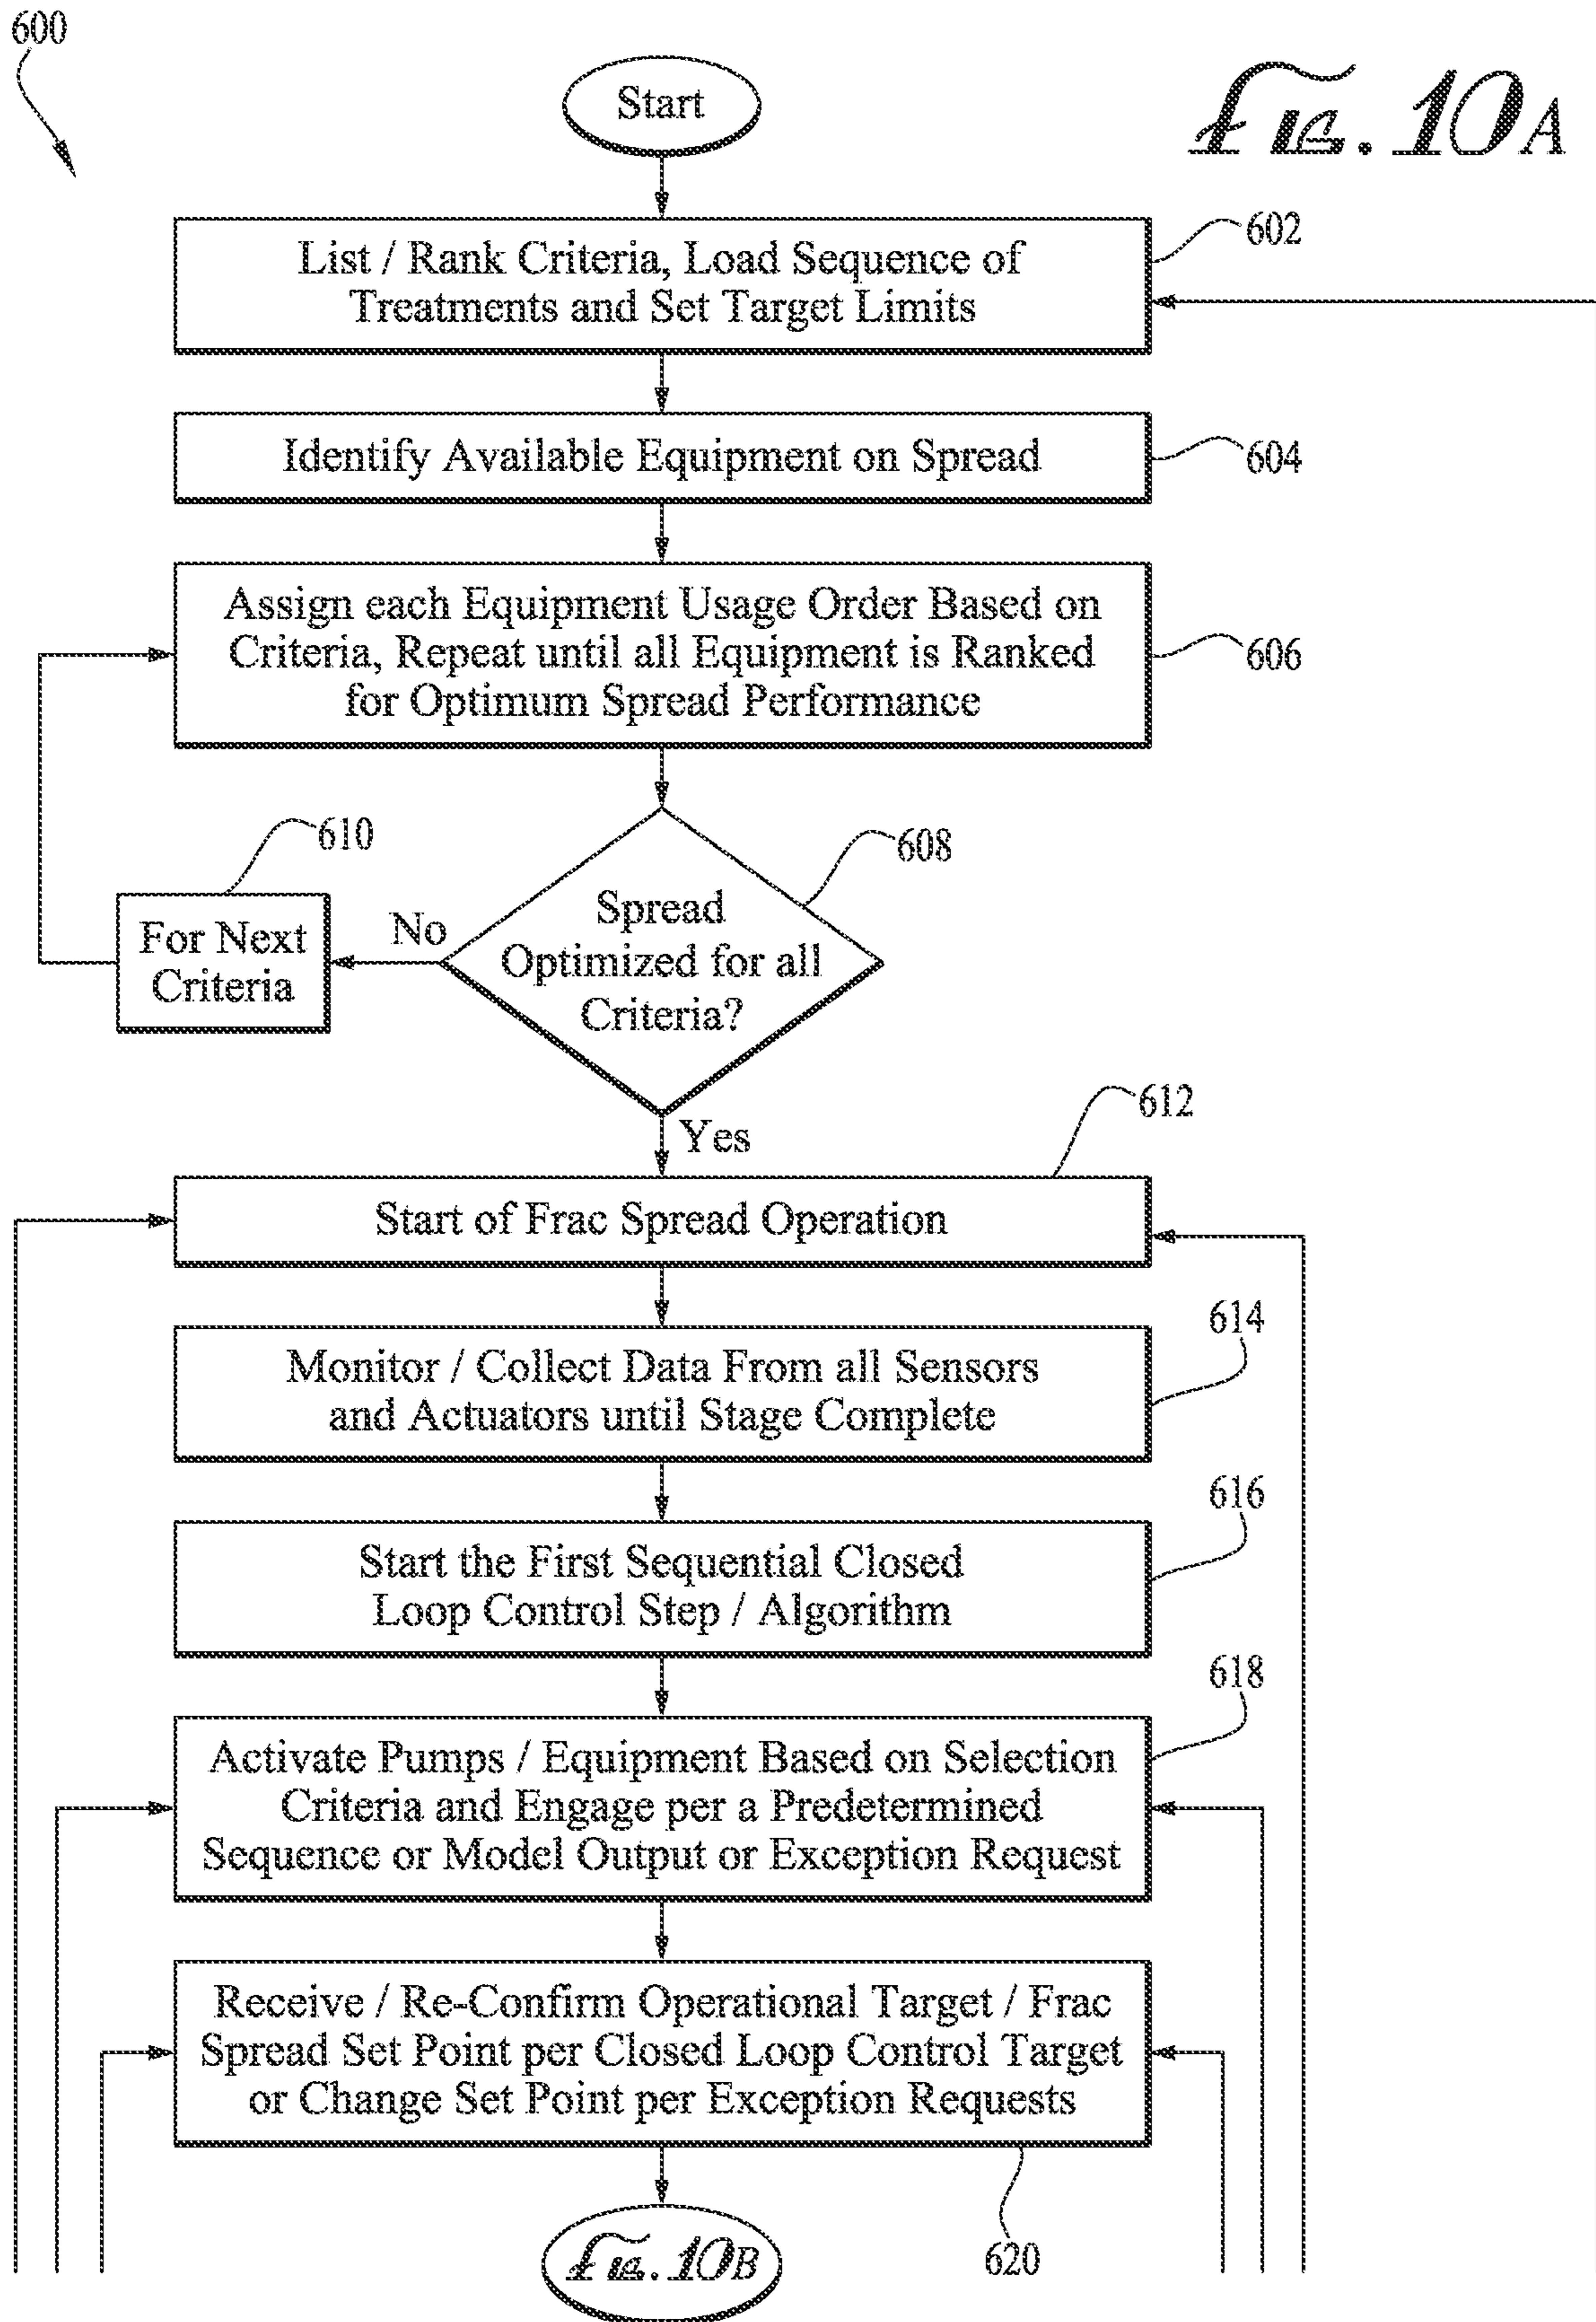 600
Start
Fig. 10A
602
List / Rank Criteria, Load Sequence of
Treatments and Set Target Limits
Identify Available Equipment on Spread
604
Assign each Equipment Usage Order Based on
Criteria, Repeat until all Equipment is Ranked
for Optimum Spread Performance
606
610
608
For Next
Criteria
No
Spread
Optimized for all
Criteria?
Yes
612
Start of Frac Spread Operation
614
Monitor / Collect Data From all Sensors
and Actuators until Stage Complete
616
Start the First Sequential Closed
Loop Control Step / Algorithm
618
Activate Pumps / Equipment Based on Selection
Criteria and Engage per a Predetermined
Sequence or Model Output or Exception Request
Receive / Re-Confirm Operational Target / Frac
Spread Set Point per Closed Loop Control Target
or Change Set Point per Exception Requests
Fig. 10B
620